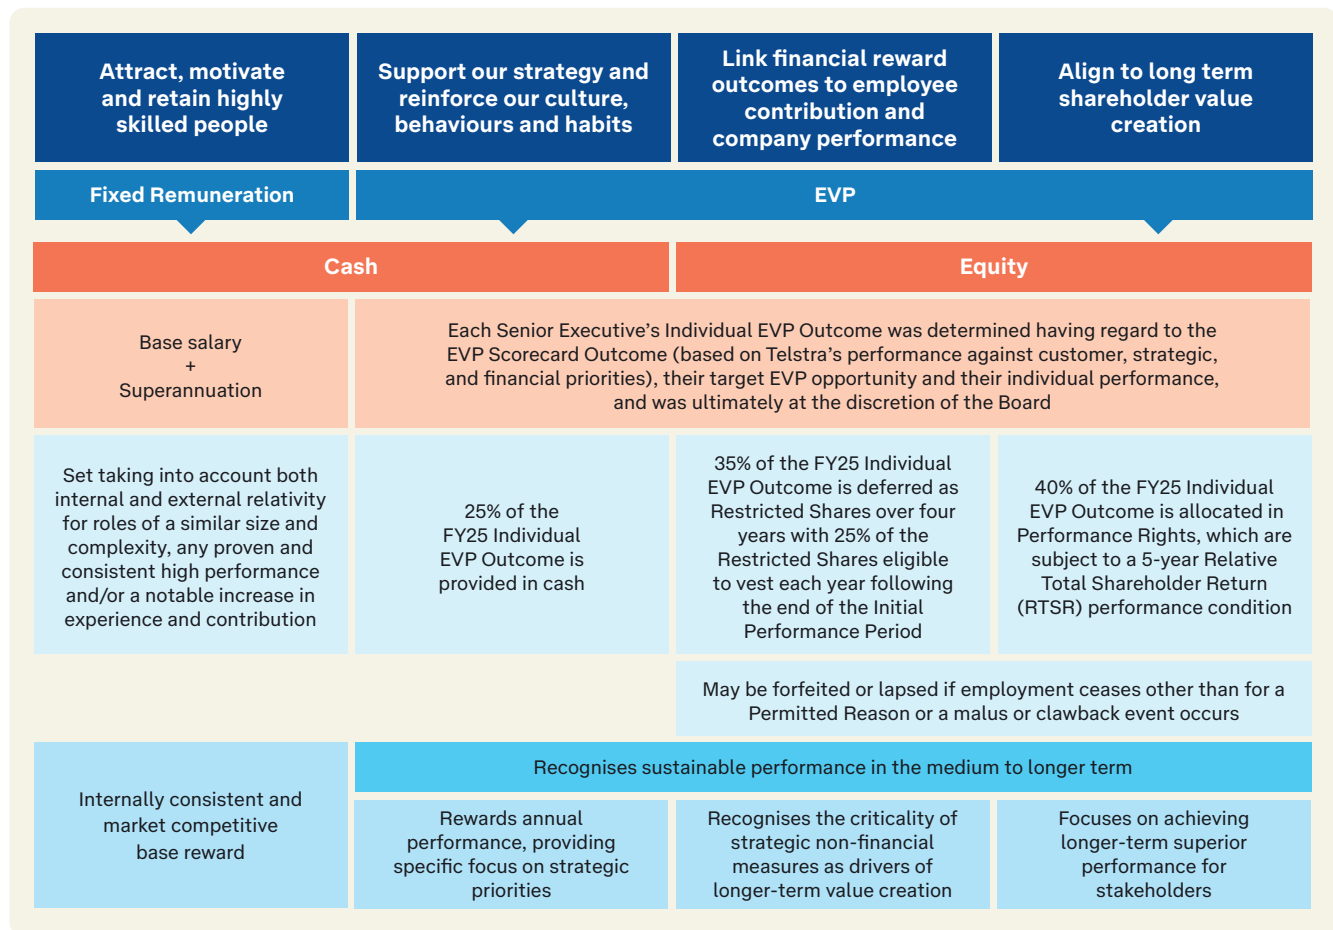 Attract, motivate
and retain highly
skilled people
Support our strategy and
reinforce our culture,
behaviours and habits
Link financial reward
outcomes to employee
contribution and
company performance
Align to long term
shareholder value
creation
Fixed Remuneration
EVP
Cash
Equity
Base salary
+
Superannuation
Each Senior Executive's Individual EVP Outcome was determined having regard to the
EVP Scorecard Outcome (based on Telstra's performance against customer, strategic,
and financial priorities), their target EVP opportunity and their individual performance,
and was ultimately at the discretion of the Board
Set taking into account both
internal and external relativity
for roles of a similar size and
complexity, any proven and
consistent high performance
and/or a notable increase in
experience and contribution
25% of the
FY25 Individual
EVP Outcome is
provided in cash
35% of the FY25 Individual
EVP Outcome is deferred as
Restricted Shares over four
years with 25% of the
Restricted Shares eligible
to vest each year following
the end of the Initial
Performance Period
40% of the FY25 Individual
EVP Outcome is allocated in
Performance Rights, which are
subject to a 5-year Relative
Total Shareholder Return
(RTSR) performance condition
May be forfeited or lapsed if employment ceases other than for a
Permitted Reason or a malus or clawback event occurs
Internally consistent and
market competitive
base reward
Recognises sustainable performance in the medium to longer term
Rewards annual
performance, providing
specific focus on strategic
priorities
Recognises the criticality of
strategic non-financial
measures as drivers of
longer-term value creation
Focuses on achieving
longer-term superior
performance for
stakeholders